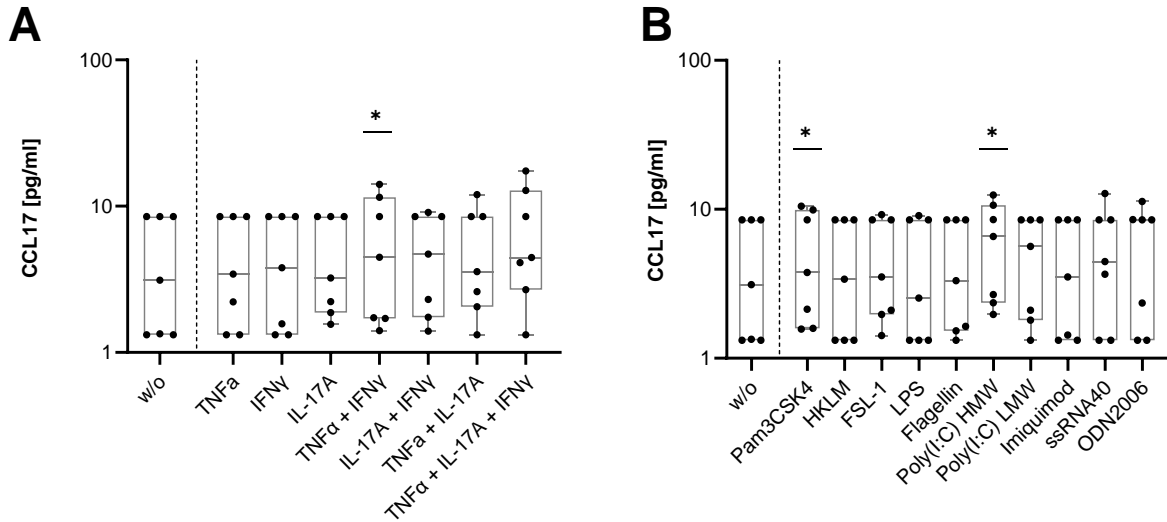 A
CCL17 [pg/ml]
100
10
1
*
w/o
TNFa
IFNγ
IL-17A
TNFα + IFNγ
IL-17A + IFNγ
TNFa + IL-17A
TNFα + IL-17A + IFNγ
B
CCL17 [pg/ml]
100
10
1
*
*
w/o
Pam3CSK4
HKLM
FSL-1
LPS
Flagellin
Poly(I:C) HMW
Poly(I:C) LMW
Imiquimod
ssRNA40
ODN2006